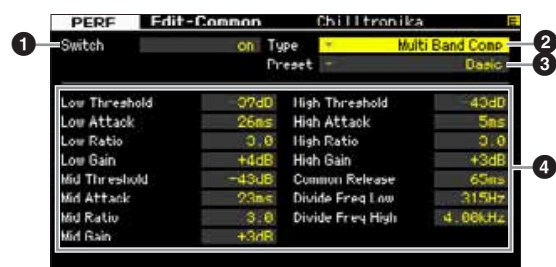 PERF Edit-Common Chilltronika
1 Switch on Type Multi Band Comp 2
Preset Basic 3
Low Threshold -37dB High Threshold -43dB
Low Attack 26ms High Attack 5ms
Low Ratio 3.0 High Ratio 3.0
Low Gain +4dB High Gain +3dB
Mid Threshold -43dB Common Release 65ms
Mid Attack 23ms Divide Freq Low 315Hz
Mid Ratio 3.0 Divide Freq High 4.00kHz
Mid Gain +3dB
4